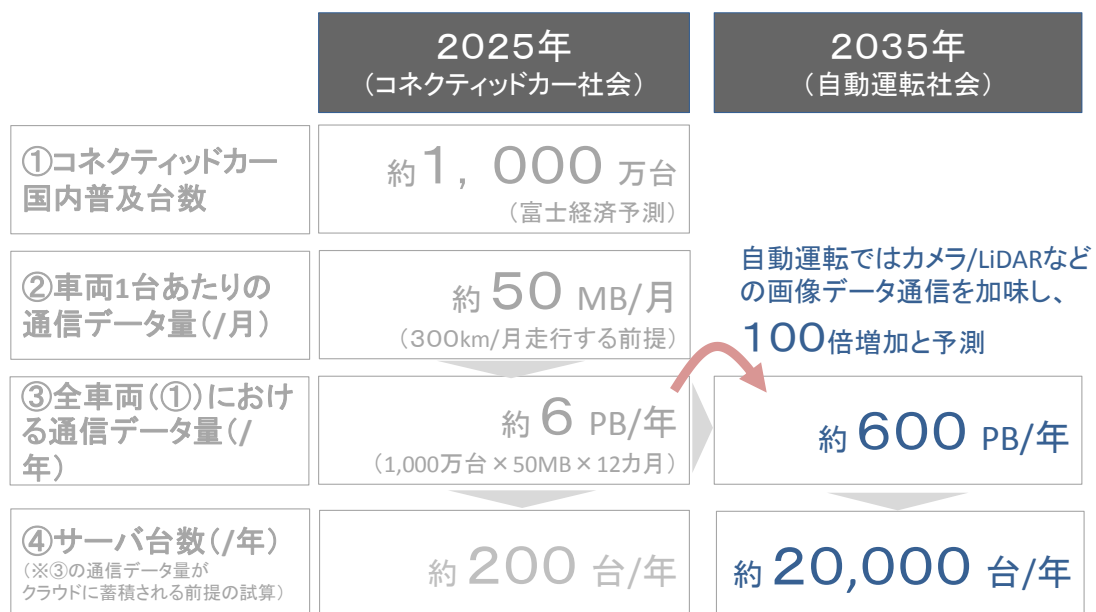 2025年
(コネクティッドカー社会)
2035年
(自動運転社会)
①コネクティッドカー
国内普及台数
約1,000 万台
(富士経済予測)
②車両1台あたりの
通信データ量(/月)
約 50 MB/月
(300km/月走行する前提)
自動運転ではカメラ/LiDARなど
の画像データ通信を加味し、
100倍増加と予測
③全車両(①)におけ
る通信データ量(/
年)
約 6 PB/年
(1,000万台×50MB×12カ月)
約 600 PB/年
④サーバ台数(/年)
(※③の通信データ量が
クラウドに蓄積される前提の試算)
約 200 台/年
約 20,000 台/年